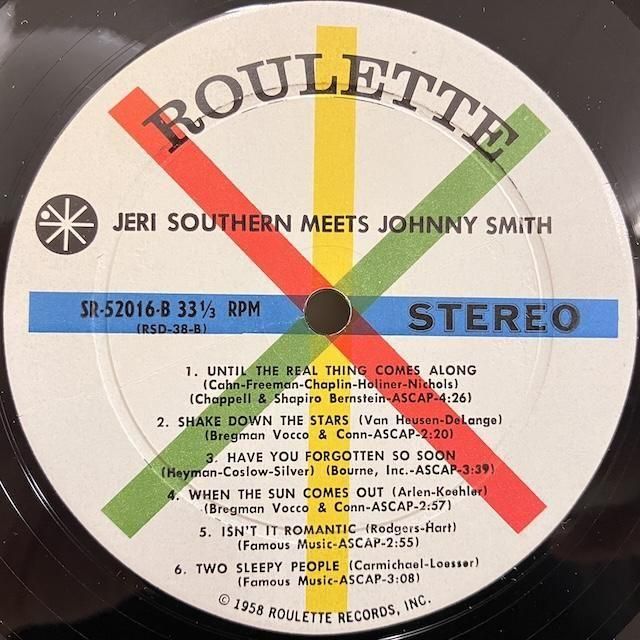 ROULETTE
JERI SOUTHERN MEETS JOHNNY SMITH
SR-52016-B 33⅓ RPM
(RSD-38-B)
STEREO
1. UNTIL THE REAL THING COMES ALONG
(Cahn-Freeman-Chaplin-Holiner-Nichols)
(Chappell & Shapiro Bernstein-ASCAP-4:26)
2. SHAKE DOWN THE STARS (Van Heusen-DeLange)
(Bregman Vocco & Conn-ASCAP-2:20)
3. HAVE YOU FORGOTTEN SO SOON
(Heyman-Coslow-Silver) (Bourne, Inc.-ASCAP-3:39)
4. WHEN THE SUN COMES OUT (Arlen-Koehler)
(Bregman Vocco & Conn-ASCAP-2:57)
5. ISN'T IT ROMANTIC (Rodgers-Hart)
(Famous Music-ASCAP-2:55)
6. TWO SLEEPY PEOPLE (Carmichael-Loesser)
(Famous Music-ASCAP-3:08)
© 1958 ROULETTE RECORDS, INC.